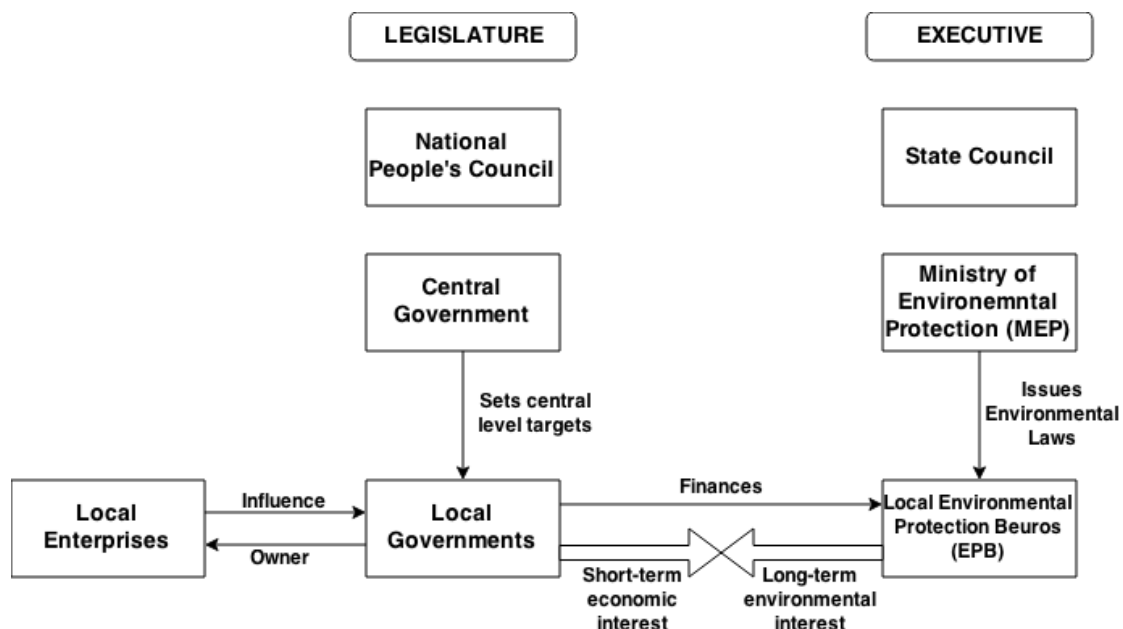 LEGISLATURE
EXECUTIVE
National
People's Council
State Council
Central
Government
Ministry of
Environemntal
Protection (MEP)
Sets central
level targets
Issues
Environmental
Laws
Local
Enterprises
Influence
Owner
Local
Governments
Finances
Local Environmental
Protection Beuros
(EPB)
Short-term
economic
interest
Long-term
environmental
interest